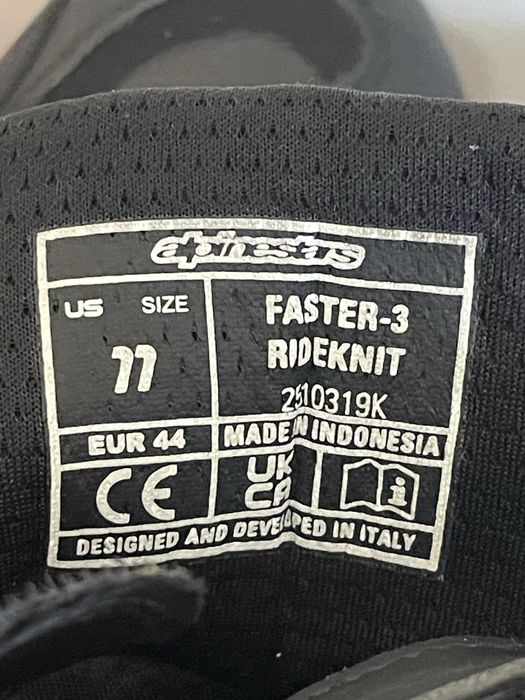 alpinestars
US SIZE
11
FASTER-3
RIDEKNIT
2510319K
EUR 44
MADE IN INDONESIA
CE
UK
CA
i
DESIGNED AND DEVELOPED IN ITALY